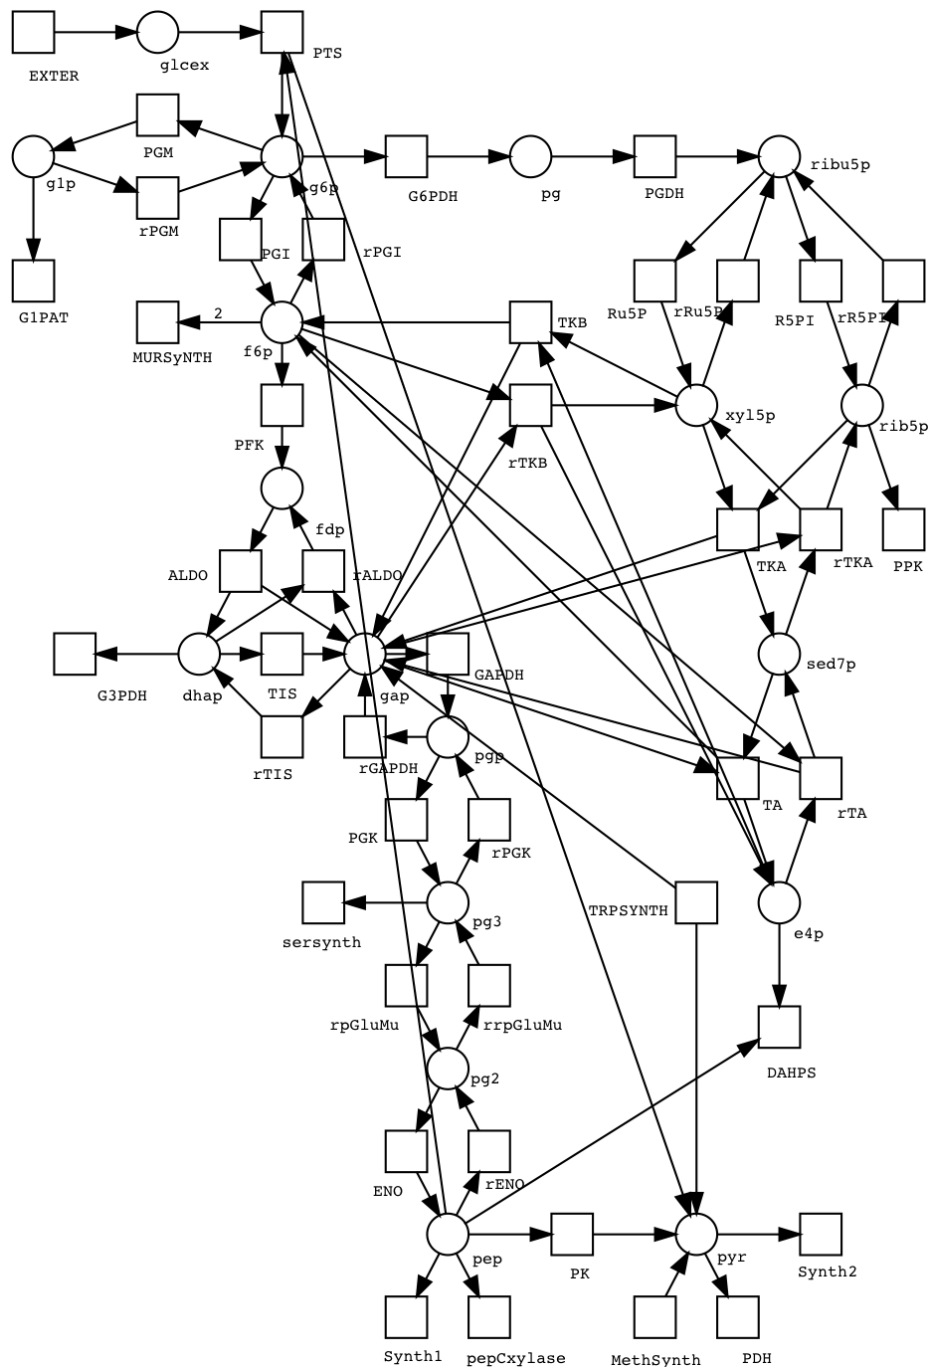 EXTER
glcex
PTS
PGM
g1p
rPGM
g6p
G6PDH
pg
PGDH
ribu5p
PGI
rPGI
G1PAT
2
MURSyNTH
f6p
TKB
Ru5P
rRu5P
R5PI
rR5PI
xyl5p
rib5p
PFK
rTKB
fdp
ALDO
rALDO
TKA
rTKA
PPK
G3PDH
dhap
TIS
gap
GAPDH
sed7p
rTIS
rGAPDH
pgp
TA
rTA
PGK
rPGK
TRPSYNTH
sersynth
pg3
e4p
rpGluMu
rrpGluMu
pg2
DAHPS
ENO
rENO
pep
PK
pyr
Synth2
Synth1
pepCxylase
MethSynth
PDH